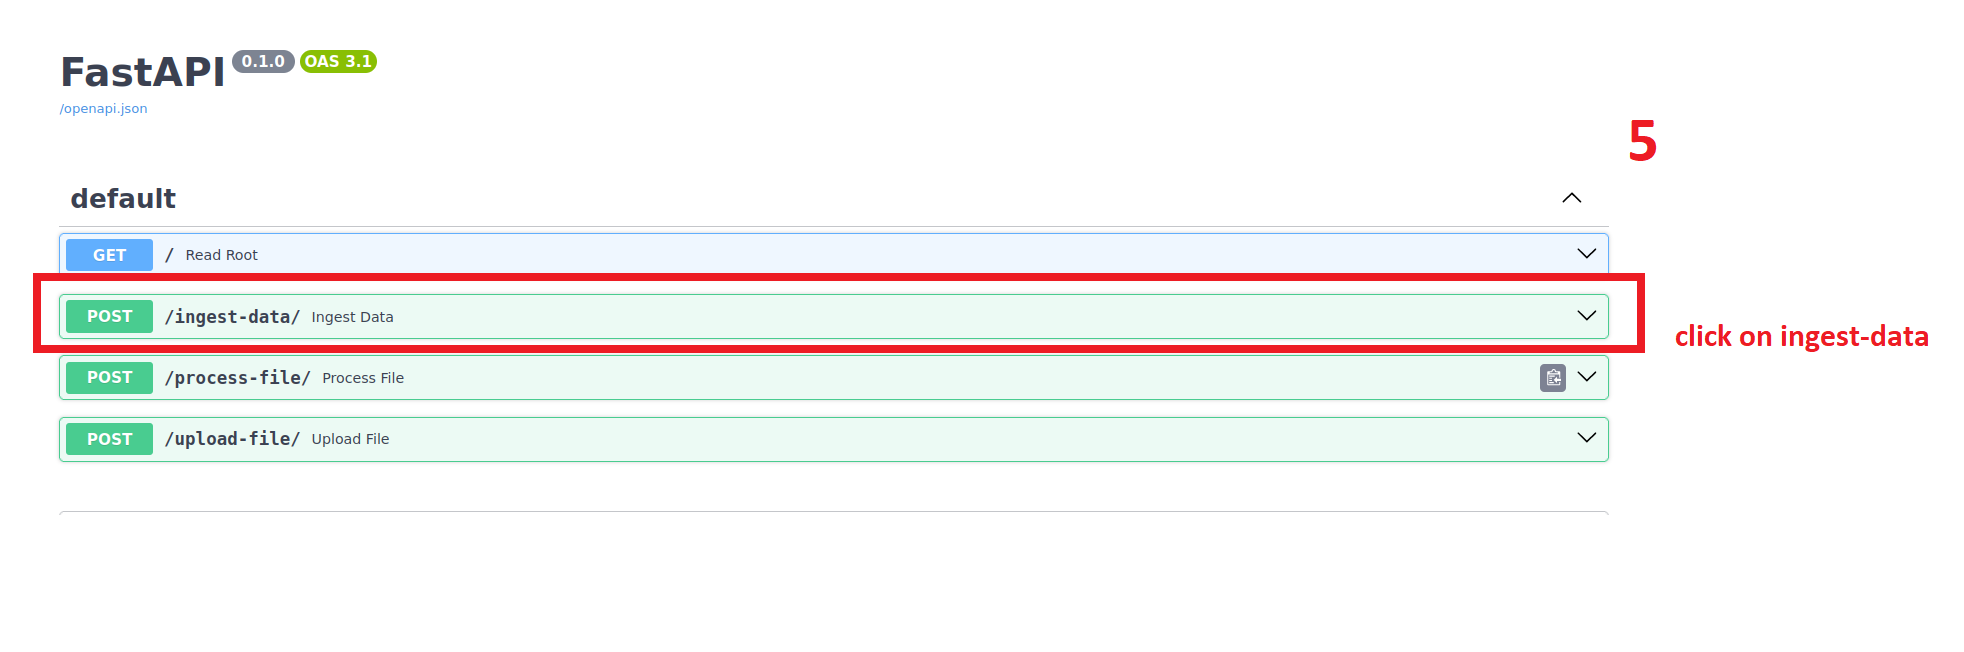 FastAPI 0.1.0 OAS 3.1
/openapi.json
5
default
GET / Read Root
POST /ingest-data/ Ingest Data
click on ingest-data
POST /process-file/ Process File
POST /upload-file/ Upload File